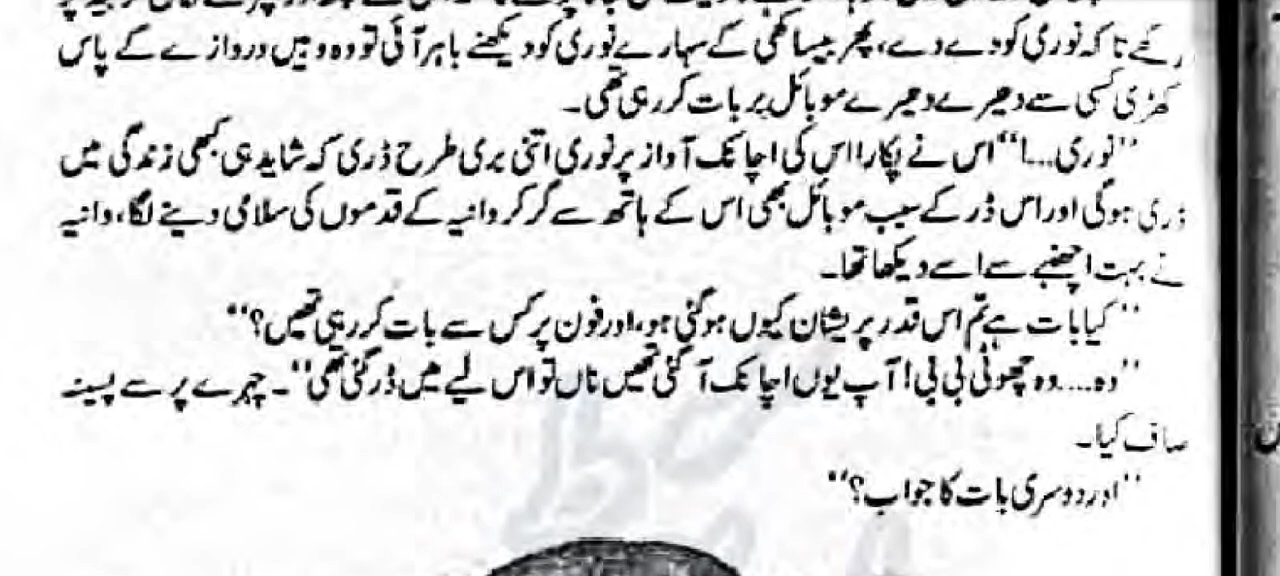 رکھے تا کہ نوری کو دے دے، پھر بیساکھی کے سہارے نوری کو دیکھنے باہر آئی تو وہ وہیں دروازے کے پاس
کھڑی کسی سے دھیرے دھیرے موبائل پر بات کر رہی تھی۔
”نوری...!“ اس نے پکارا اس کی اچانک آواز پر نوری اتنی بری طرح ڈری کہ شاید ہی کبھی زندگی میں
ڈری ہوگی اور اس ڈر کے سبب موبائل بھی اس کے ہاتھ سے گر کر وانیہ کے قدموں کی سلامی دینے لگا، وانیہ
نے بہت اچنبھے سے اسے دیکھا تھا۔
”کیا بات ہے تم اس قدر پریشان کیوں ہوگئی ہو، اور فون پر کس سے بات کر رہی تھیں؟“
”وہ....وہ چھوٹی بی بی! آپ یوں اچانک آ گئی تھیں ناں تو اس لیے میں ڈر گئی تھی“۔ چہرے پر سے پسینہ
صاف کیا۔
”اور دوسری بات کا جواب؟“